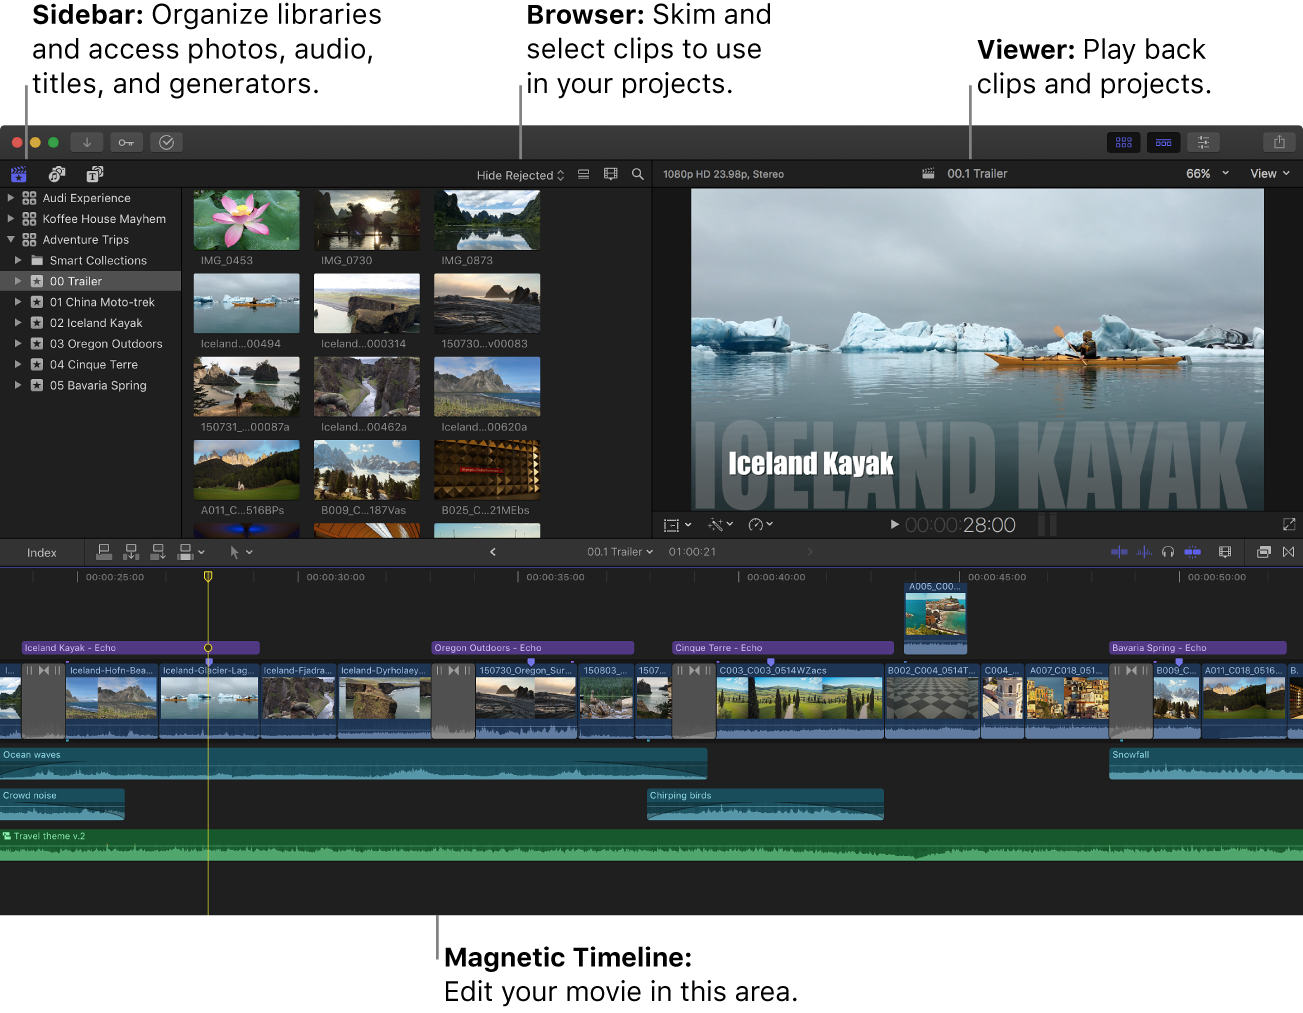 Sidebar: Organize libraries
and access photos, audio,
titles, and generators.
Browser: Skim and
select clips to use
in your projects.
Viewer: Play back
clips and projects.
Hide Rejected
1080p HD 23.98p, Stereo
00.1 Trailer
66%
View
Audi Experience
Koffee House Mayhem
Adventure Trips
Smart Collections
00 Trailer
01 China Moto-trek
02 Iceland Kayak
03 Oregon Outdoors
04 Cinque Terre
05 Bavaria Spring
IMG_0453
IMG_0730
IMG_0873
Iceland...00494
Iceland...000314
150730...v00083
150731_...00087a
Iceland...00462a
Iceland...00620a
A011_C...516BPs
B009_C...187Vas
B025_C...21MEbs
ICELAND KAYAK
Iceland Kayak
00:00:28:00
Index
00.1 Trailer
01:00:21
00:00:25:00
00:00:30:00
00:00:35:00
00:00:40:00
00:00:45:00
00:00:50:00
A005_C00...
Iceland Kayak - Echo
Oregon Outdoors - Echo
Cinque Terre - Echo
Bavaria Spring - Echo
I...
Iceland-Hofn-Bea...
Iceland-Glacier-Lag...
Iceland-Fjadra...
Iceland-Dyrholaey...
150730_Oregon_Sur...
150803_...
1507...
C003_C003_0514WZacs
B002_C004_0514T...
C004_...
A007_C018_051...
B009_C...
A011_C018_0516...
B.
Ocean waves
Snowfall
Crowd noise
Chirping birds
Travel theme v.2
Magnetic Timeline:
Edit your movie in this area.